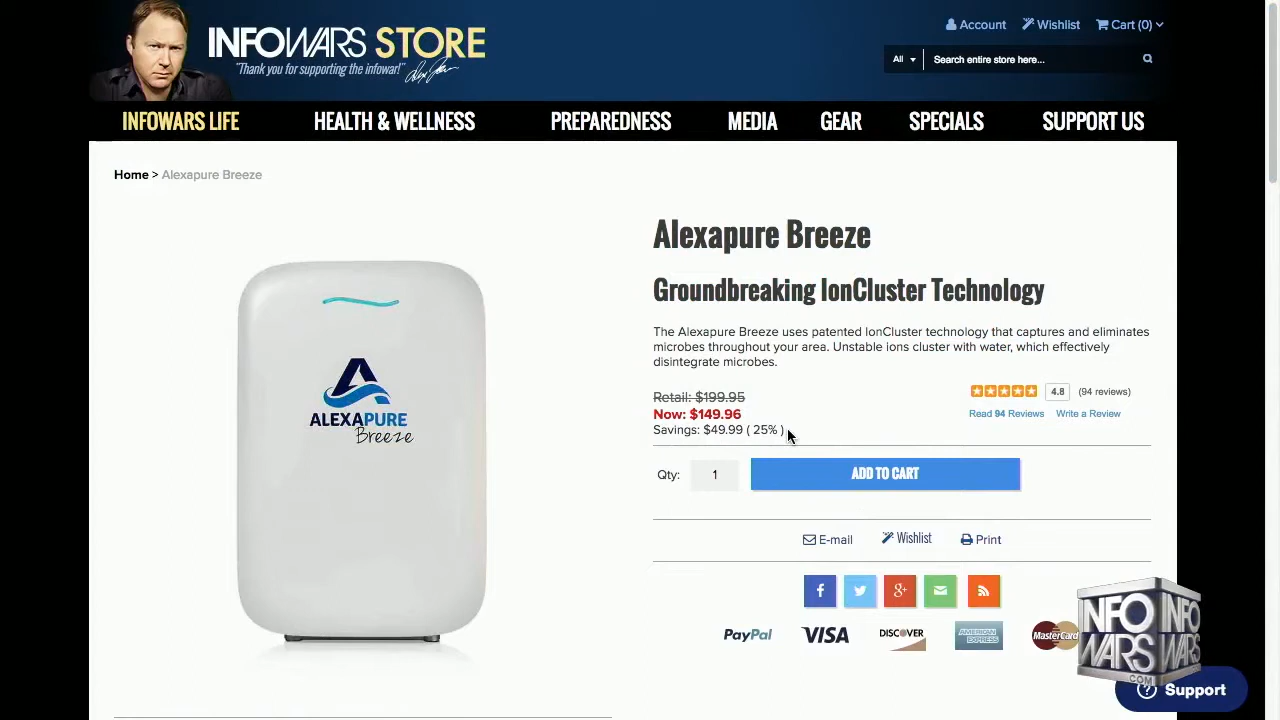 INFOWARS STORE
"Thank you for supporting the infowar!"
Account
Wishlist
Cart (0)
All
Search entire store here...
INFOWARS LIFE
HEALTH & WELLNESS
PREPAREDNESS
MEDIA
GEAR
SPECIALS
SUPPORT US
Home > Alexapure Breeze
ALEXAPURE
Breeze
Alexapure Breeze
Groundbreaking IonCluster Technology
The Alexapure Breeze uses patented IonCluster technology that captures and eliminates
microbes throughout your area. Unstable ions cluster with water, which effectively
disintegrate microbes.
Retail: $199.95
Now: $149.96
Savings: $49.99 ( 25% )
4.8 (94 reviews)
Read 94 Reviews
Write a Review
Qty: 1
ADD TO CART
E-mail
Wishlist
Print
f
g+
PayPal
VISA
DISCOVER
AMERICAN
EXPRESS
MasterCard
INFO
WARS
.COM
INFO
WARS
? Support